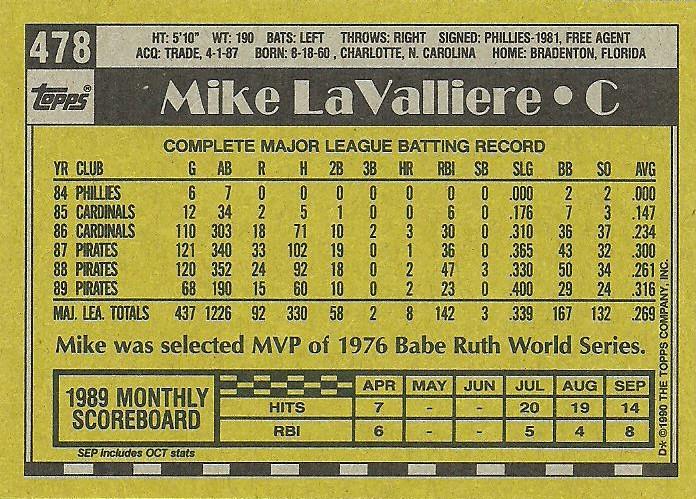 478
HT: 5'10" WT: 190 BATS: LEFT THROWS: RIGHT SIGNED: PHILLIES-1981, FREE AGENT
ACQ: TRADE, 4-1-87 BORN: 8-18-60, CHARLOTTE, N. CAROLINA HOME: BRADENTON, FLORIDA
TOPPS® Mike LaValliere • C
COMPLETE MAJOR LEAGUE BATTING RECORD
YR CLUB G AB R H 2B 3B HR RBI SB SLG BB SO AVG
84 PHILLIES 6 7 0 0 0 0 0 0 0 .000 2 2 .000
85 CARDINALS 12 34 2 5 1 0 0 6 0 .176 7 3 .147
86 CARDINALS 110 303 18 71 10 2 3 30 0 .310 36 37 .234
87 PIRATES 121 340 33 102 19 0 1 36 0 .365 43 32 .300
88 PIRATES 120 352 24 92 18 0 2 47 3 .330 50 34 .261
89 PIRATES 68 190 15 60 10 0 2 23 0 .400 29 24 .316
MAJ. LEA. TOTALS 437 1226 92 330 58 2 8 142 3 .339 167 132 .269
Mike was selected MVP of 1976 Babe Ruth World Series.
1989 MONTHLY SCOREBOARD
APR MAY JUN JUL AUG SEP
HITS 7 - - 20 19 14
RBI 6 - - 5 4 8
SEP includes OCT stats
D* ©1990 THE TOPPS COMPANY, INC.